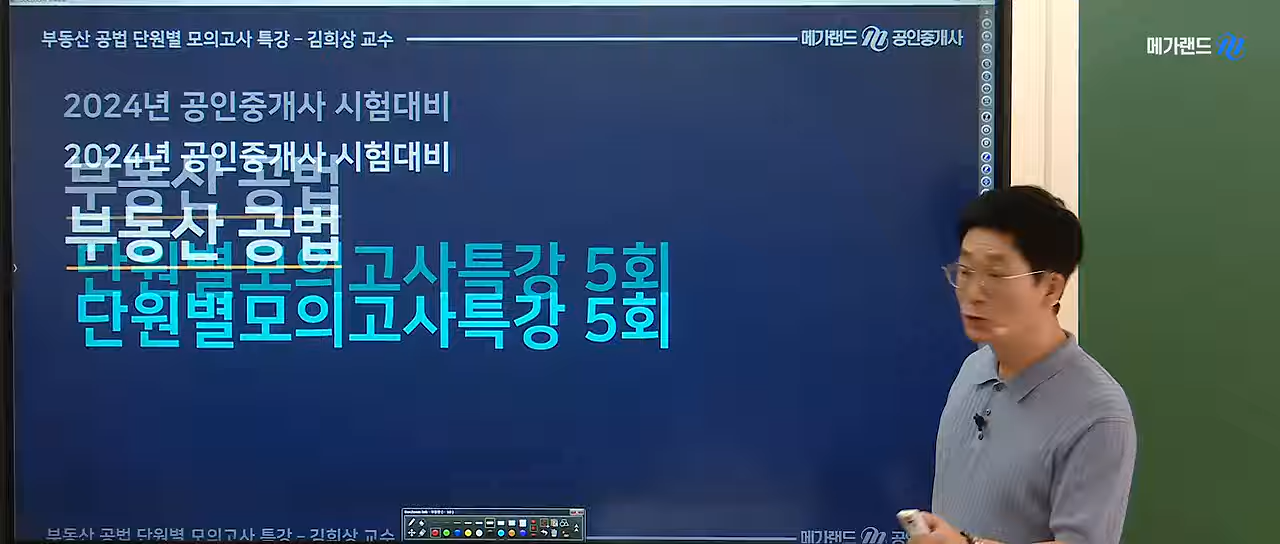 부동산 공법 단원별 모의고사 특강 – 김희상 교수
메가랜드 공인중개사
메가랜드
2024년 공인중개사 시험대비
2024년 공인중개사 시험대비
부동산 공법
부동산 공법
단원별모의고사특강 5회
단원별모의고사특강 5회
부동산 공법 단원별 모의고사 특강 – 김희상 교수
메가랜드